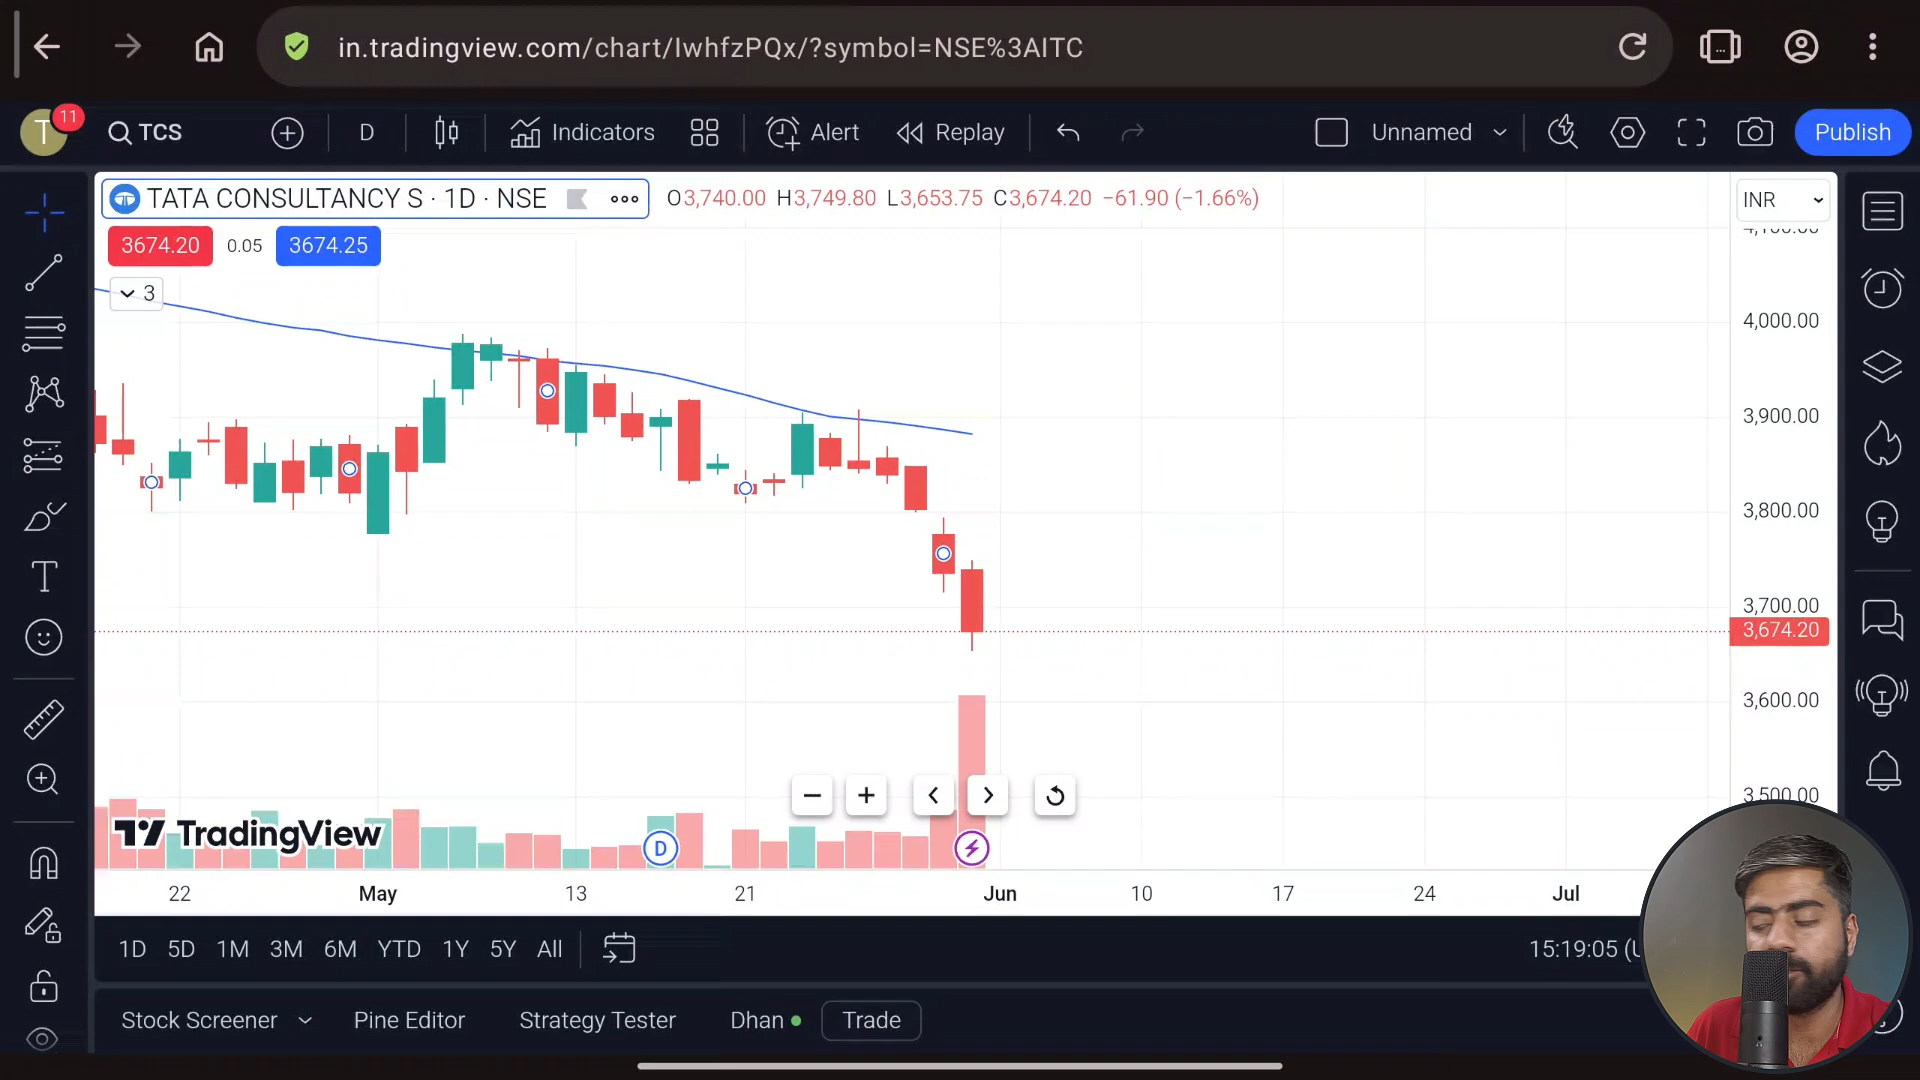 in.tradingview.com/chart/IwhfzPQx/?symbol=NSE%3AITC
T 11 TCS D Indicators Alert Replay Unnamed Publish
TATA CONSULTANCY S · 1D · NSE O3,740.00 H3,749.80 L3,653.75 C3,674.20 −61.90 (−1.66%) INR
3674.20 0.05 3674.25
3
4,100.00
4,000.00
3,900.00
3,800.00
3,700.00
3,674.20
3,600.00
3,500.00
TradingView
D
22 May 13 21 Jun 10 17 24 Jul
1D 5D 1M 3M 6M YTD 1Y 5Y All 15:19:05 (U
Stock Screener Pine Editor Strategy Tester Dhan Trade